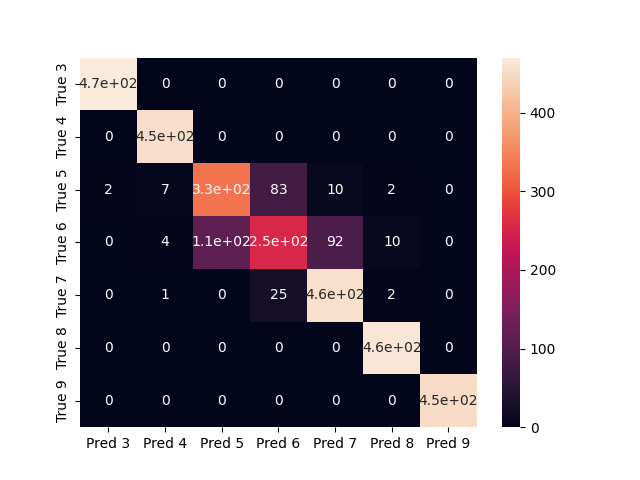 True 3 4.7e+02 0 0 0 0 0 0
True 4 0 4.5e+02 0 0 0 0 0
True 5 2 7 3.3e+02 83 10 2 0
True 6 0 4 1.1e+02 2.5e+02 92 10 0
True 7 0 1 0 25 4.6e+02 2 0
True 8 0 0 0 0 0 4.6e+02 0
True 9 0 0 0 0 0 0 4.5e+02
Pred 3 Pred 4 Pred 5 Pred 6 Pred 7 Pred 8 Pred 9
400
300
200
100
0